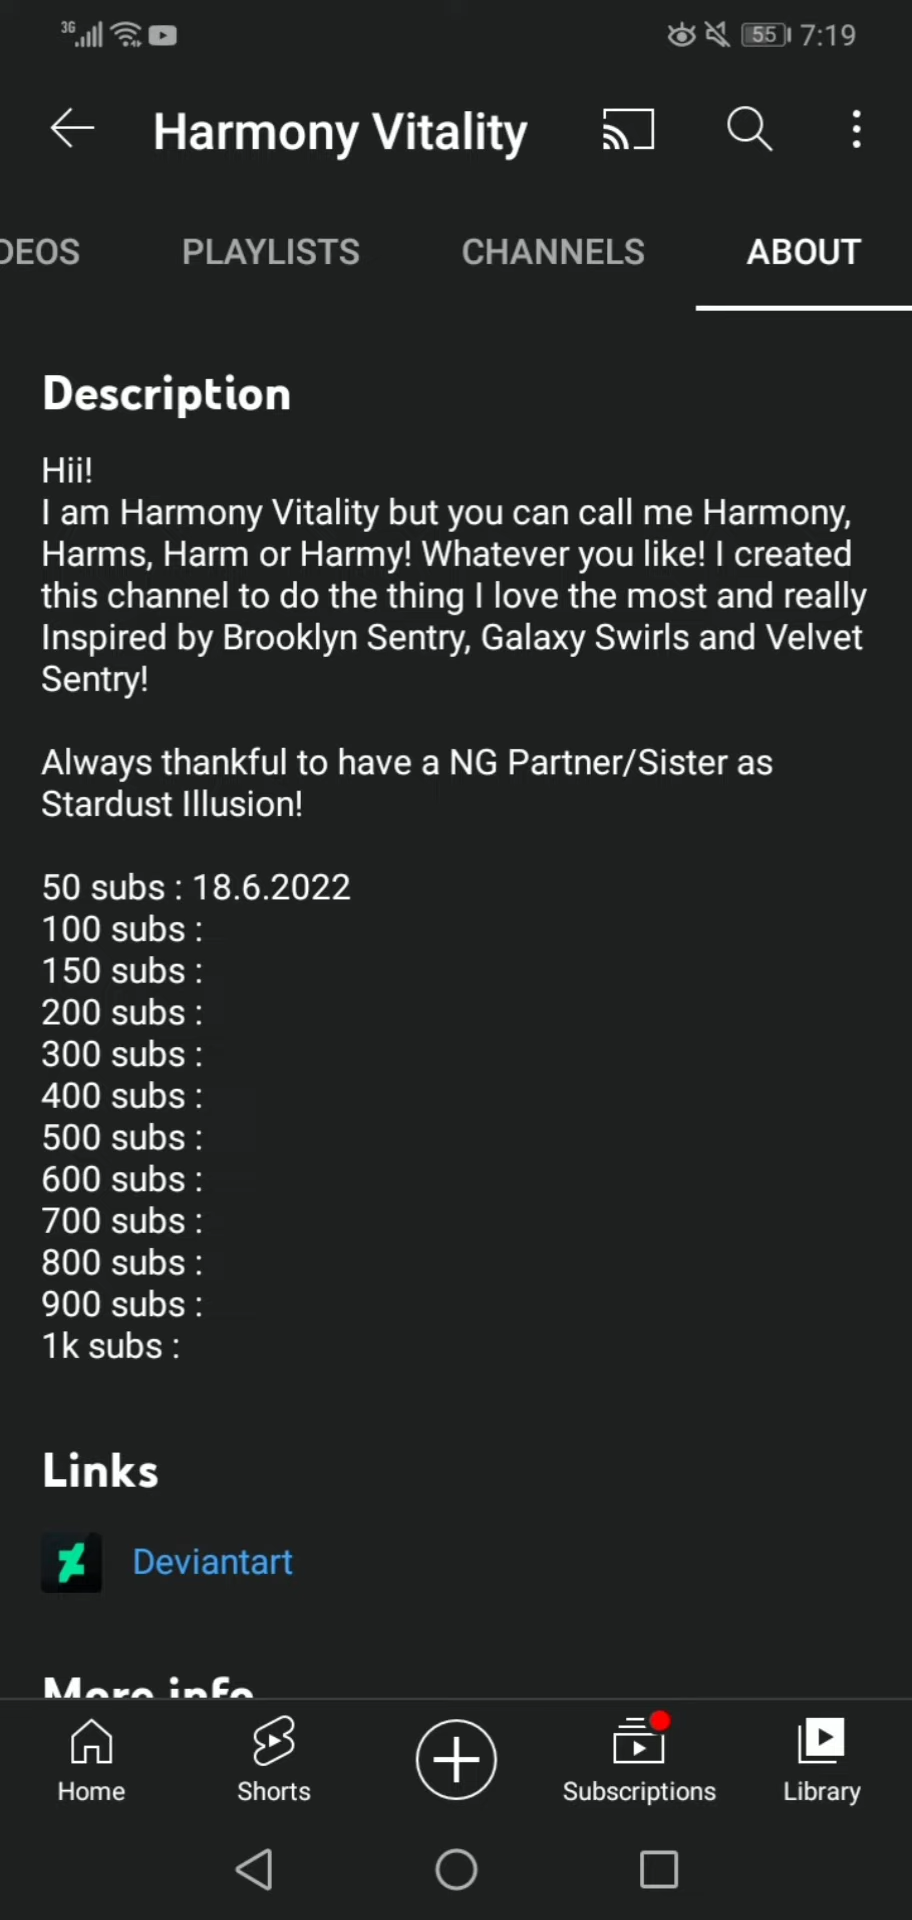 3G 55 7:19
Harmony Vitality
DEOS PLAYLISTS CHANNELS ABOUT
Description
Hii!
I am Harmony Vitality but you can call me Harmony,
Harms, Harm or Harmy! Whatever you like! I created
this channel to do the thing I love the most and really
Inspired by Brooklyn Sentry, Galaxy Swirls and Velvet
Sentry!
Always thankful to have a NG Partner/Sister as
Stardust Illusion!
50 subs : 18.6.2022
100 subs :
150 subs :
200 subs :
300 subs :
400 subs :
500 subs :
600 subs :
700 subs :
800 subs :
900 subs :
1k subs :
Links
Deviantart
More info
Home Shorts Subscriptions Library